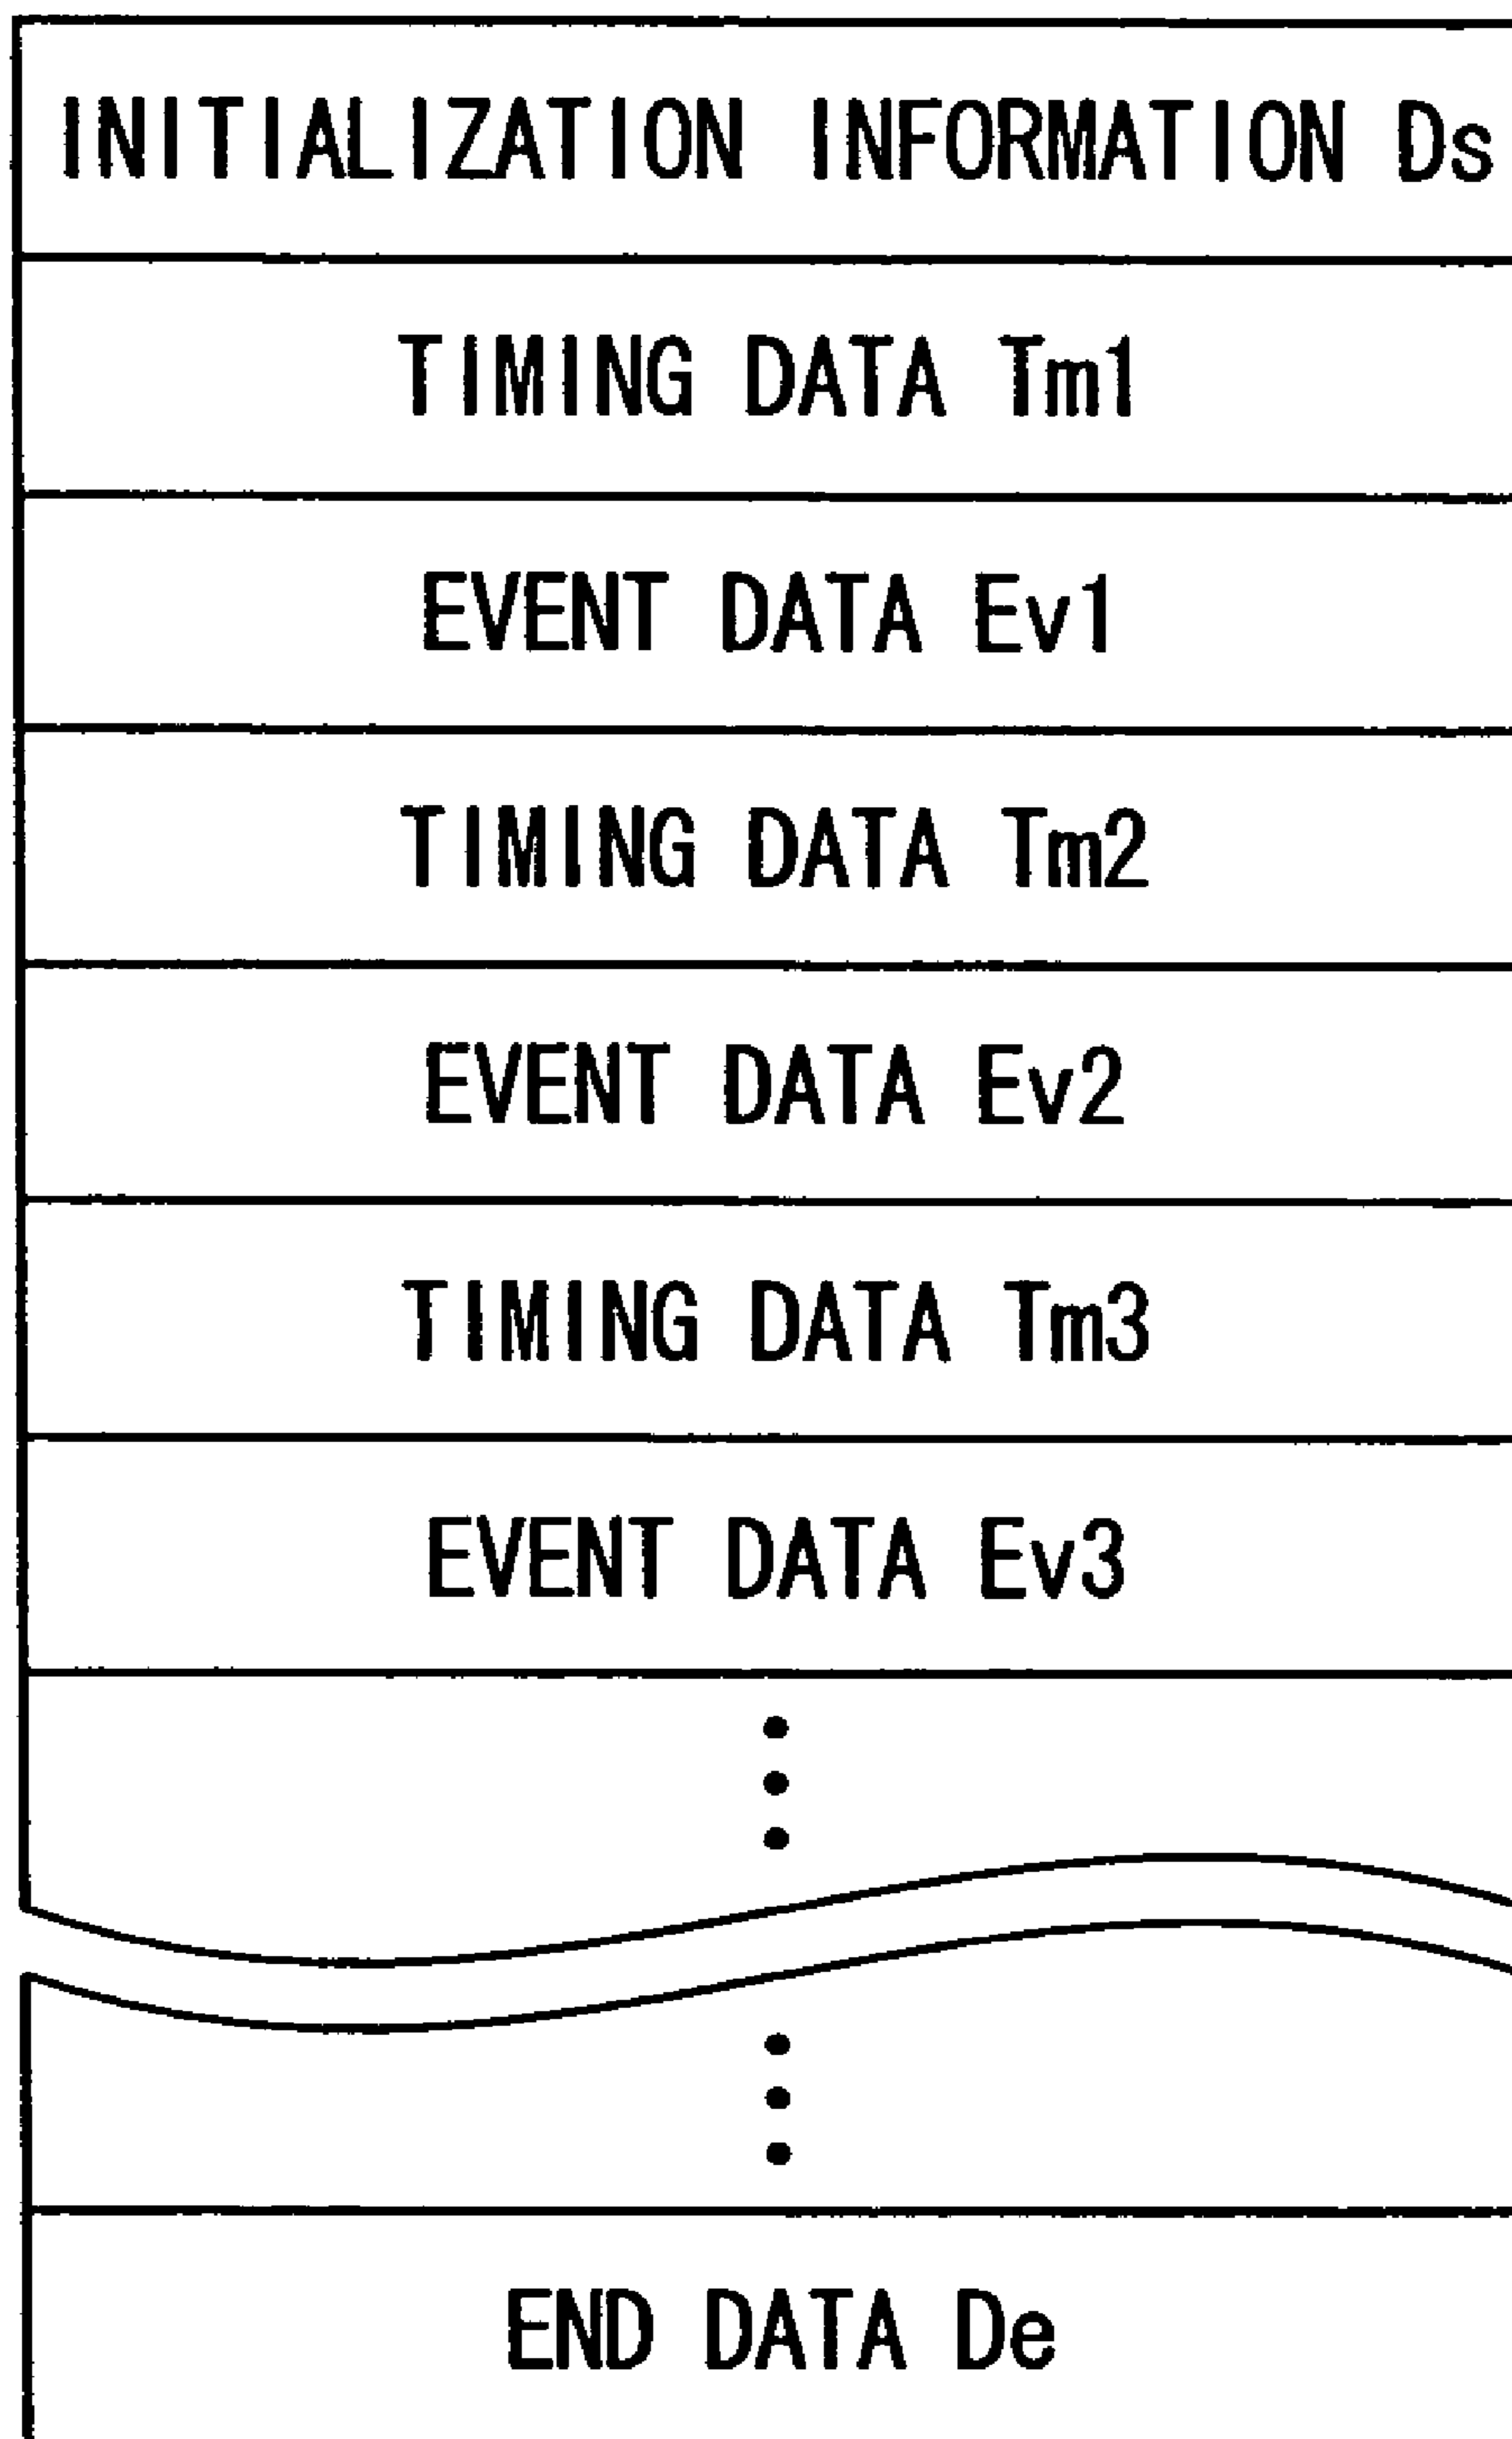 INITIALIZATION INFORMATION Ds
TIMING DATA Tm1
EVENT DATA Ev1
TIMING DATA Tm2
EVENT DATA Ev2
TIMING DATA Tm3
EVENT DATA Ev3
END DATA De